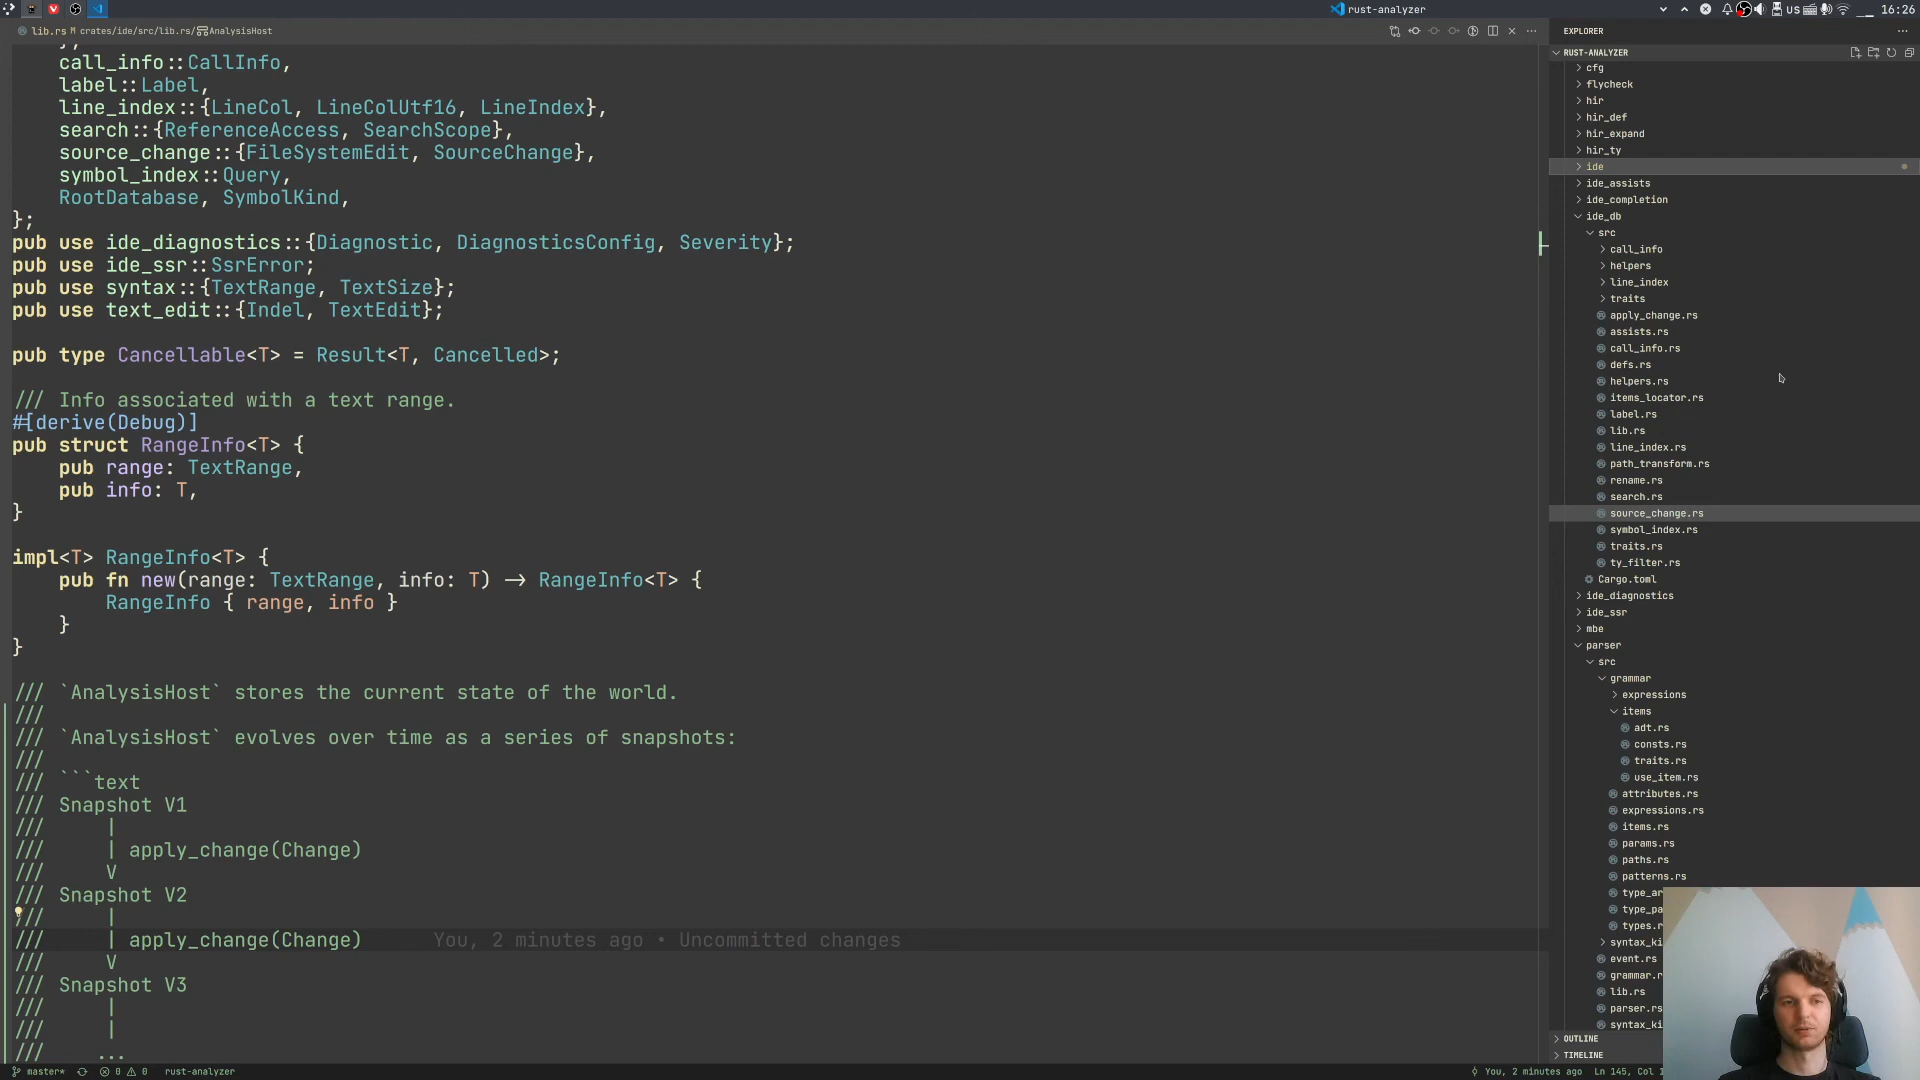 rust-analyzer
US
16:26
lib.rs M crates/ide/src/lib.rs/AnalysisHost
};
call_info::CallInfo,
label::Label,
line_index::{LineCol, LineColUtf16, LineIndex},
search::{ReferenceAccess, SearchScope},
source_change::{FileSystemEdit, SourceChange},
symbol_index::Query,
RootDatabase, SymbolKind,
};
pub use ide_diagnostics::{Diagnostic, DiagnosticsConfig, Severity};
pub use ide_ssr::SsrError;
pub use syntax::{TextRange, TextSize};
pub use text_edit::{Indel, TextEdit};
pub type Cancellable<T> = Result<T, Cancelled>;
/// Info associated with a text range.
#[derive(Debug)]
pub struct RangeInfo<T> {
pub range: TextRange,
pub info: T,
}
impl<T> RangeInfo<T> {
pub fn new(range: TextRange, info: T) -> RangeInfo<T> {
RangeInfo { range, info }
}
}
/// `AnalysisHost` stores the current state of the world.
///
/// `AnalysisHost` evolves over time as a series of snapshots:
///
/// ```text
/// Snapshot V1
/// |
/// | apply_change(Change)
/// V
/// Snapshot V2
/// |
/// | apply_change(Change) You, 2 minutes ago • Uncommitted changes
/// V
/// Snapshot V3
/// |
/// |
/// ...
EXPLORER
RUST-ANALYZER
cfg
flycheck
hir
hir_def
hir_expand
hir_ty
ide
ide_assists
ide_completion
ide_db
src
call_info
helpers
line_index
traits
apply_change.rs
assists.rs
call_info.rs
defs.rs
helpers.rs
items_locator.rs
label.rs
lib.rs
line_index.rs
path_transform.rs
rename.rs
search.rs
source_change.rs
symbol_index.rs
traits.rs
ty_filter.rs
Cargo.toml
ide_diagnostics
ide_ssr
mbe
parser
src
grammar
expressions
items
adt.rs
consts.rs
traits.rs
use_item.rs
attributes.rs
expressions.rs
items.rs
params.rs
paths.rs
patterns.rs
type_ar
type_pa
types.r
syntax_ki
event.rs
grammar.r
lib.rs
parser.rs
syntax_ki
OUTLINE
TIMELINE
master* 0 0 rust-analyzer
You, 2 minutes ago Ln 145, Col 1